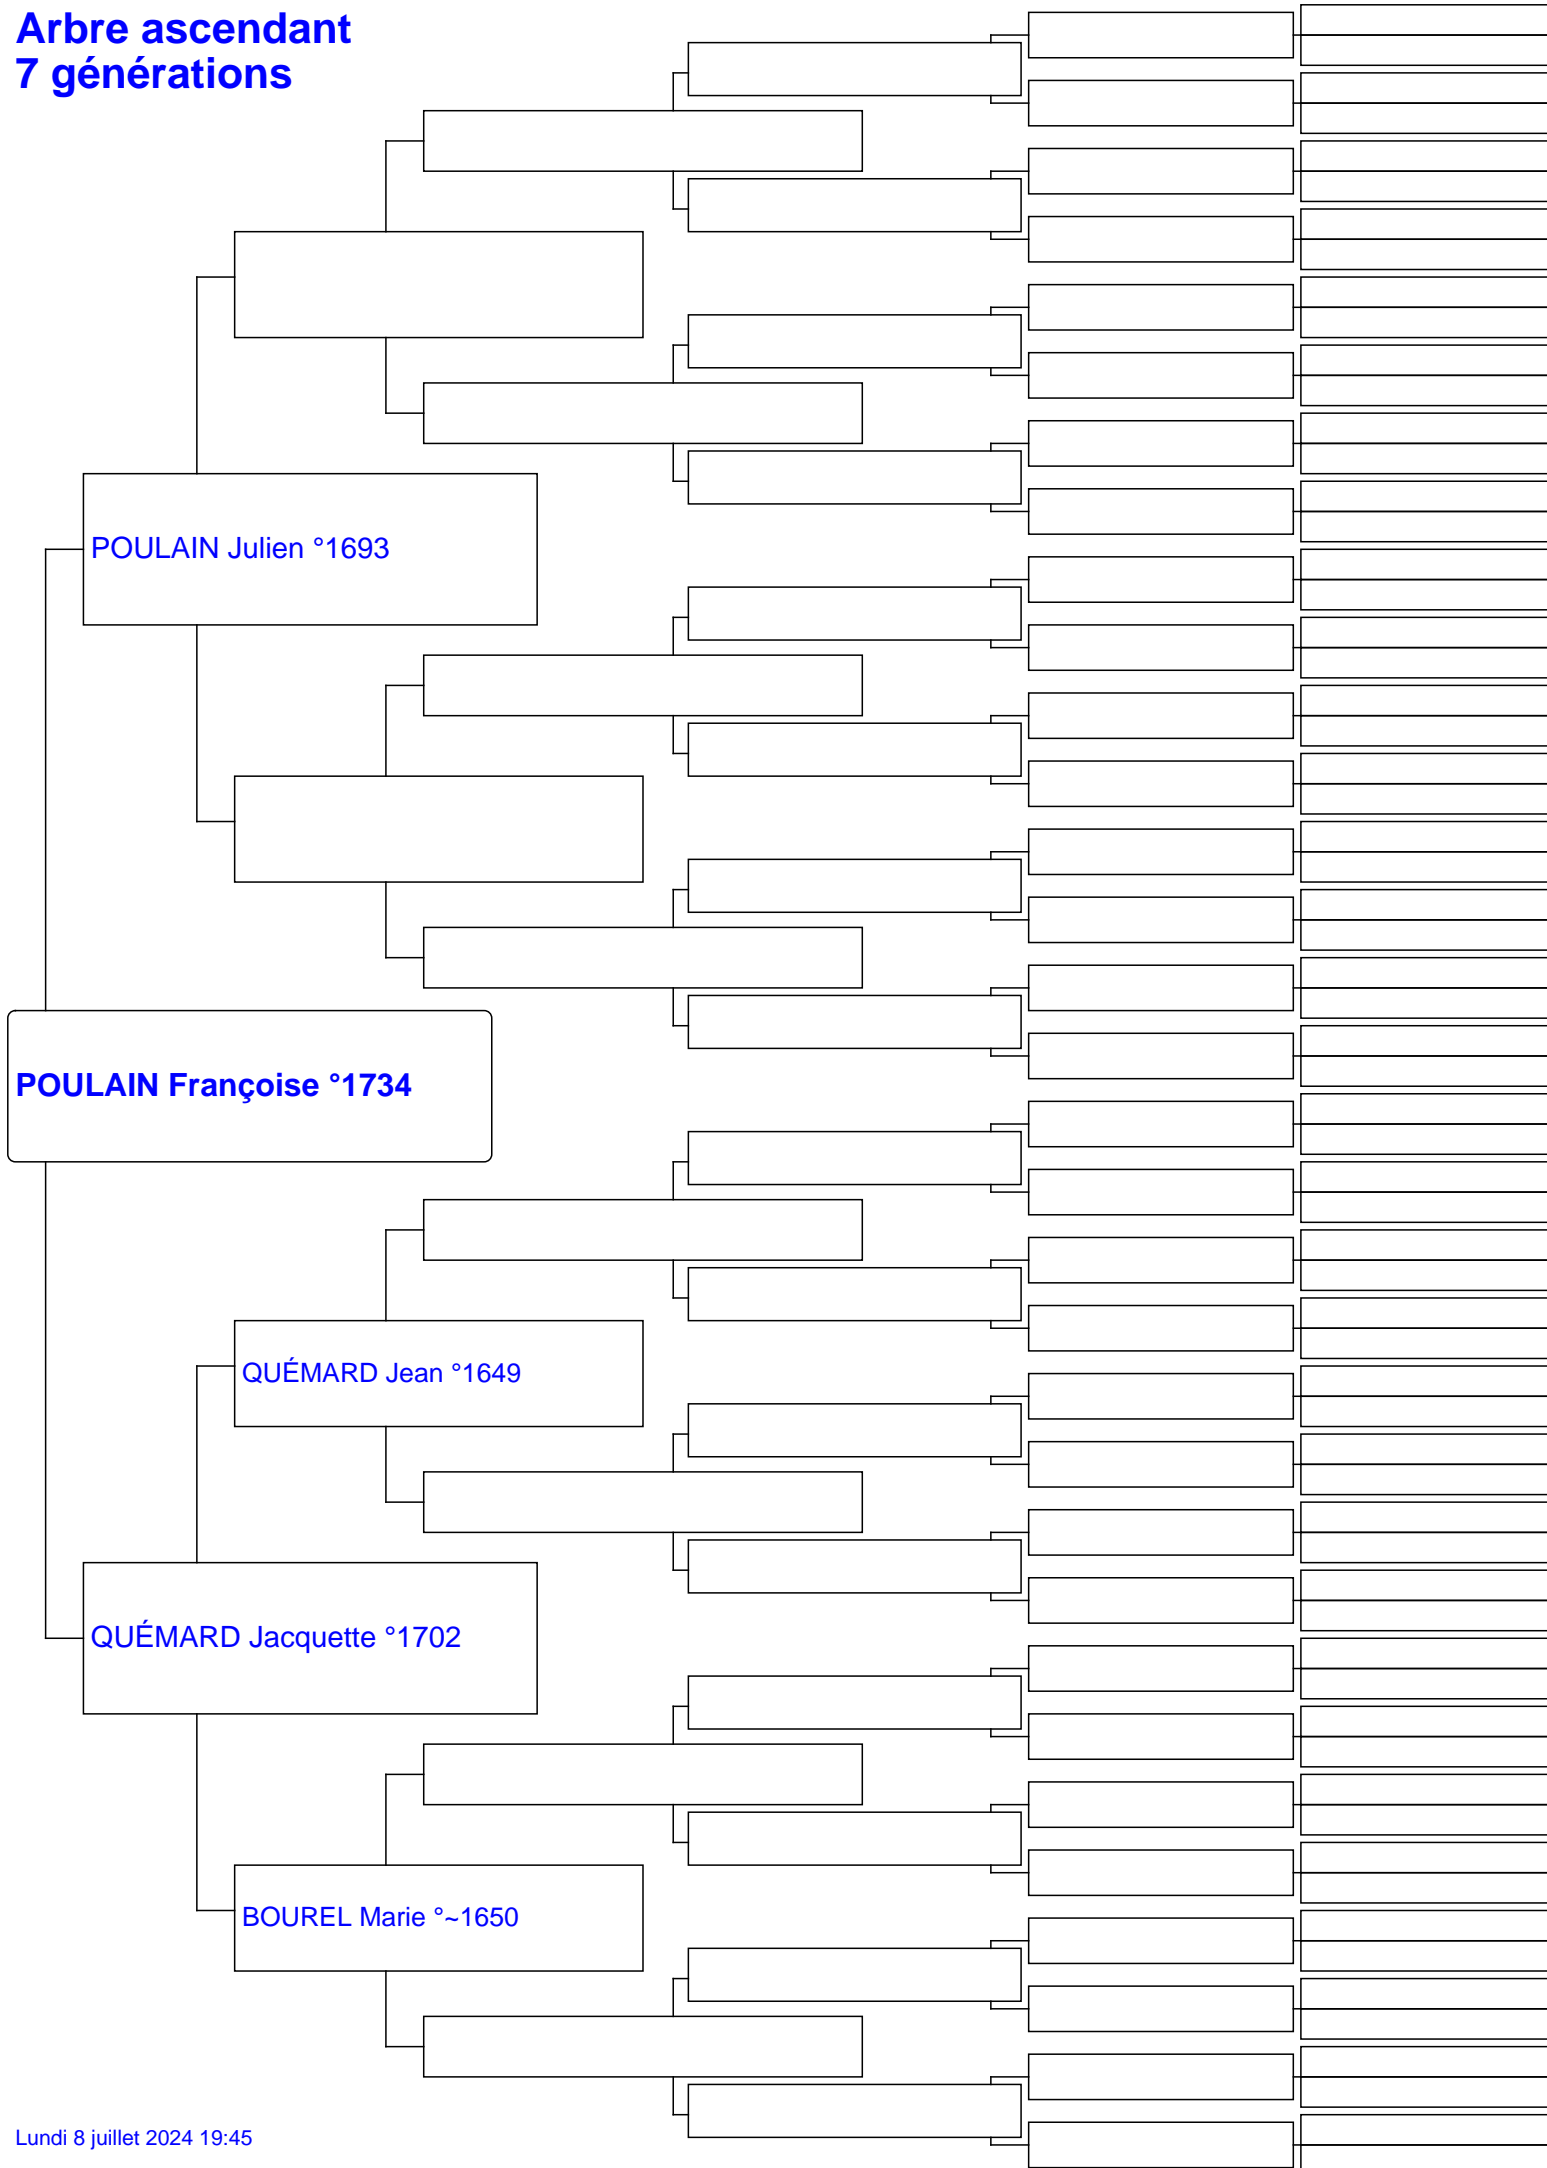 Arbre ascendant
7 générations
POULAIN Julien °1693
POULAIN Françoise °1734
QUÉMARD Jean °1649
QUÉMARD Jacquette °1702
BOUREL Marie °~1650
Lundi 8 juillet 2024 19:45